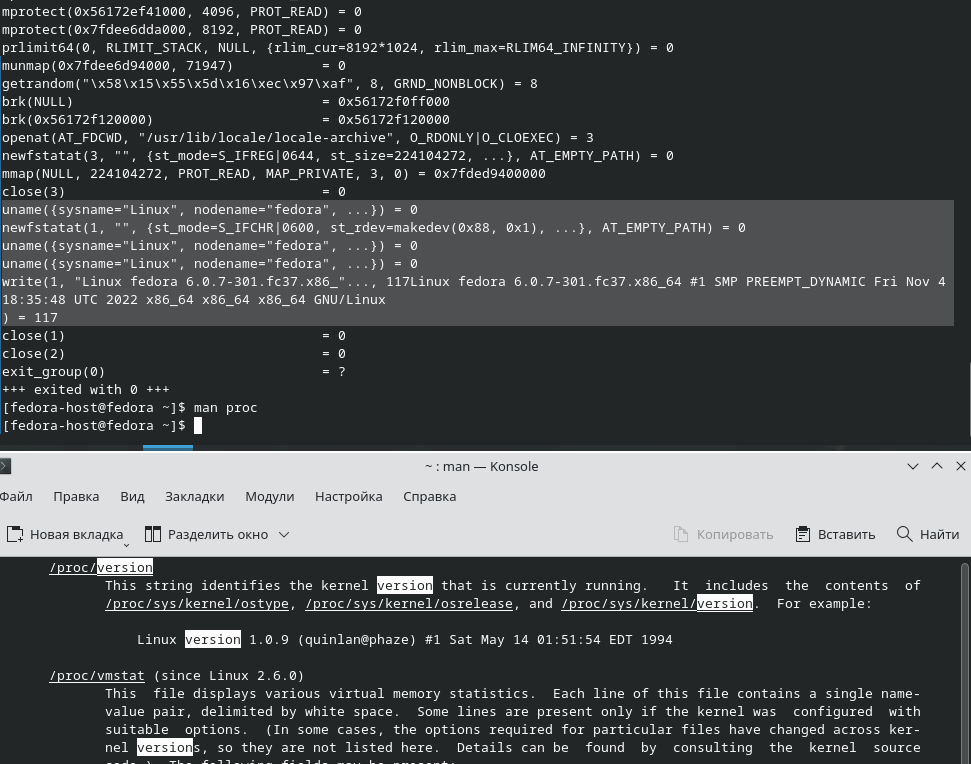 mprotect(0x56172ef41000, 4096, PROT_READ) = 0
mprotect(0x7fdee6dda000, 8192, PROT_READ) = 0
prlimit64(0, RLIMIT_STACK, NULL, {rlim_cur=8192*1024, rlim_max=RLIM64_INFINITY}) = 0
munmap(0x7fdee6d94000, 71947)           = 0
getrandom("\x58\x15\x55\x5d\x16\xec\x97\xaf", 8, GRND_NONBLOCK) = 8
brk(NULL)                               = 0x56172f0ff000
brk(0x56172f120000)                     = 0x56172f120000
openat(AT_FDCWD, "/usr/lib/locale/locale-archive", O_RDONLY|O_CLOEXEC) = 3
newfstatat(3, "", {st_mode=S_IFREG|0644, st_size=224104272, ...}, AT_EMPTY_PATH) = 0
mmap(NULL, 224104272, PROT_READ, MAP_PRIVATE, 3, 0) = 0x7fded9400000
close(3)                                = 0
uname({sysname="Linux", nodename="fedora", ...}) = 0
newfstatat(1, "", {st_mode=S_IFCHR|0600, st_rdev=makedev(0x88, 0x1), ...}, AT_EMPTY_PATH) = 0
uname({sysname="Linux", nodename="fedora", ...}) = 0
uname({sysname="Linux", nodename="fedora", ...}) = 0
write(1, "Linux fedora 6.0.7-301.fc37.x86_"..., 117Linux fedora 6.0.7-301.fc37.x86_64 #1 SMP PREEMPT_DYNAMIC Fri Nov 4
18:35:48 UTC 2022 x86_64 x86_64 x86_64 GNU/Linux
) = 117
close(1)                                = 0
close(2)                                = 0
exit_group(0)                           = ?
+++ exited with 0 +++
[fedora-host@fedora ~]$ man proc
[fedora-host@fedora ~]$
~ : man — Konsole
Файл Правка Вид Закладки Модули Настройка Справка
Новая вкладка Разделить окно Копировать Вставить Найти
/proc/version
This string identifies the kernel version that is currently running. It includes the contents of
/proc/sys/kernel/ostype, /proc/sys/kernel/osrelease, and /proc/sys/kernel/version. For example:
Linux version 1.0.9 (quinlan@phaze) #1 Sat May 14 01:51:54 EDT 1994
/proc/vmstat (since Linux 2.6.0)
This file displays various virtual memory statistics. Each line of this file contains a single name-
value pair, delimited by white space. Some lines are present only if the kernel was configured with
suitable options. (In some cases, the options required for particular files have changed across ker-
nel versions, so they are not listed here. Details can be found by consulting the kernel source
code.) The following fields may be present: